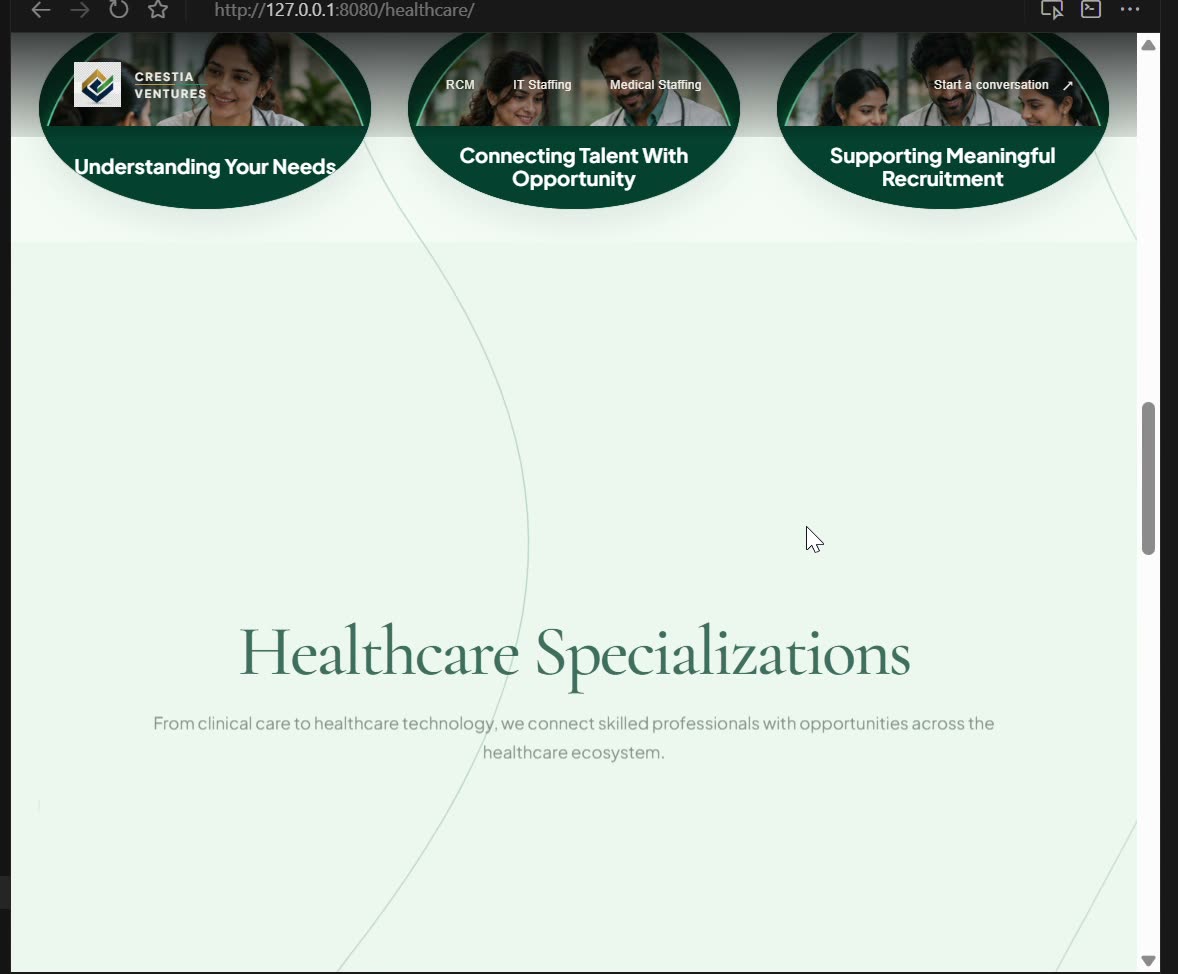 http://127.0.0.1:8080/healthcare/
CRESTIA
VENTURES
RCM
IT Staffing
Medical Staffing
Start a conversation ↗
Understanding Your Needs
Connecting Talent With
Opportunity
Supporting Meaningful
Recruitment
Healthcare Specializations
From clinical care to healthcare technology, we connect skilled professionals with opportunities across the
healthcare ecosystem.